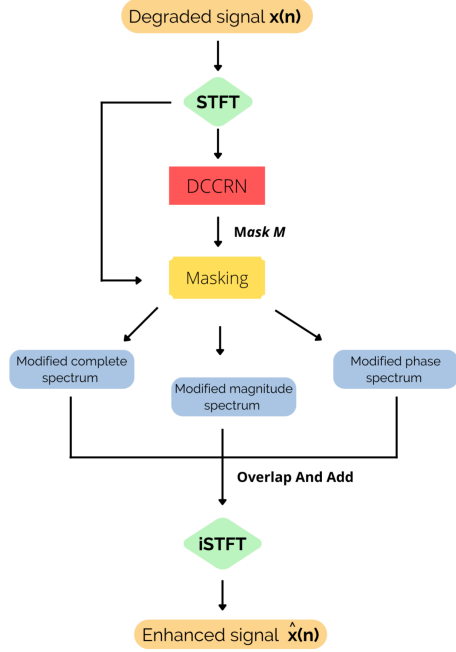 Degraded signal x(n)
STFT
DCCRN
Mask M
Masking
Modified complete
spectrum
Modified magnitude
spectrum
Modified phase
spectrum
Overlap And Add
iSTFT
Enhanced signal x̂(n)